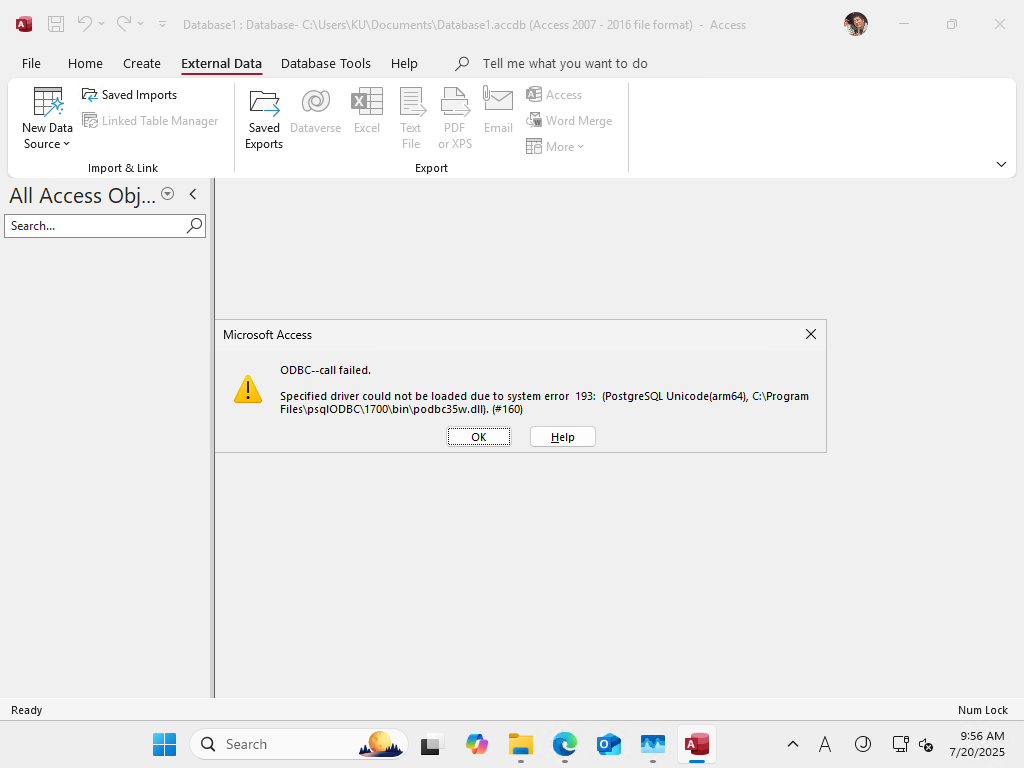 Database1 : Database- C:\Users\KU\Documents\Database1.accdb (Access 2007 - 2016 file format) - Access
File Home Create External Data Database Tools Help Tell me what you want to do
New Data
Source
Saved Imports
Linked Table Manager
Import & Link
Saved
Exports
Dataverse
Excel
Text
File
PDF
or XPS
Email
Access
Word Merge
More
Export
All Access Obj...
Search...
Microsoft Access
ODBC--call failed.
Specified driver could not be loaded due to system error 193: (PostgreSQL Unicode(arm64), C:\Program
Files\psqlODBC\1700\bin\podbc35w.dll). (#160)
OK Help
Ready Num Lock
Search
A
J
9:56 AM
7/20/2025